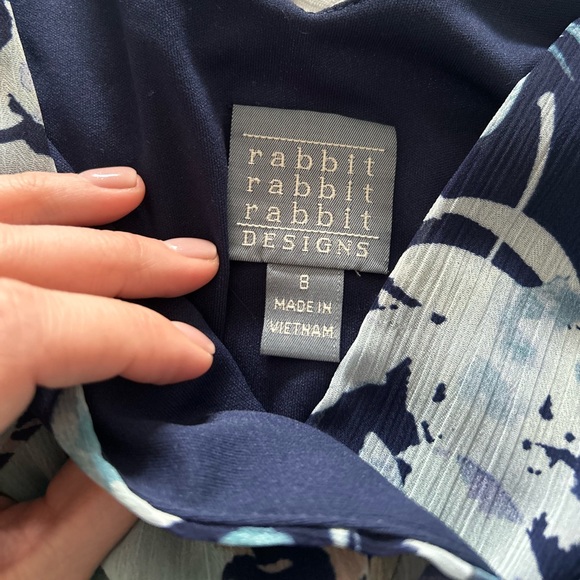 rabbit
rabbit
rabbit
DESIGNS
8
MADE IN
VIETNAM